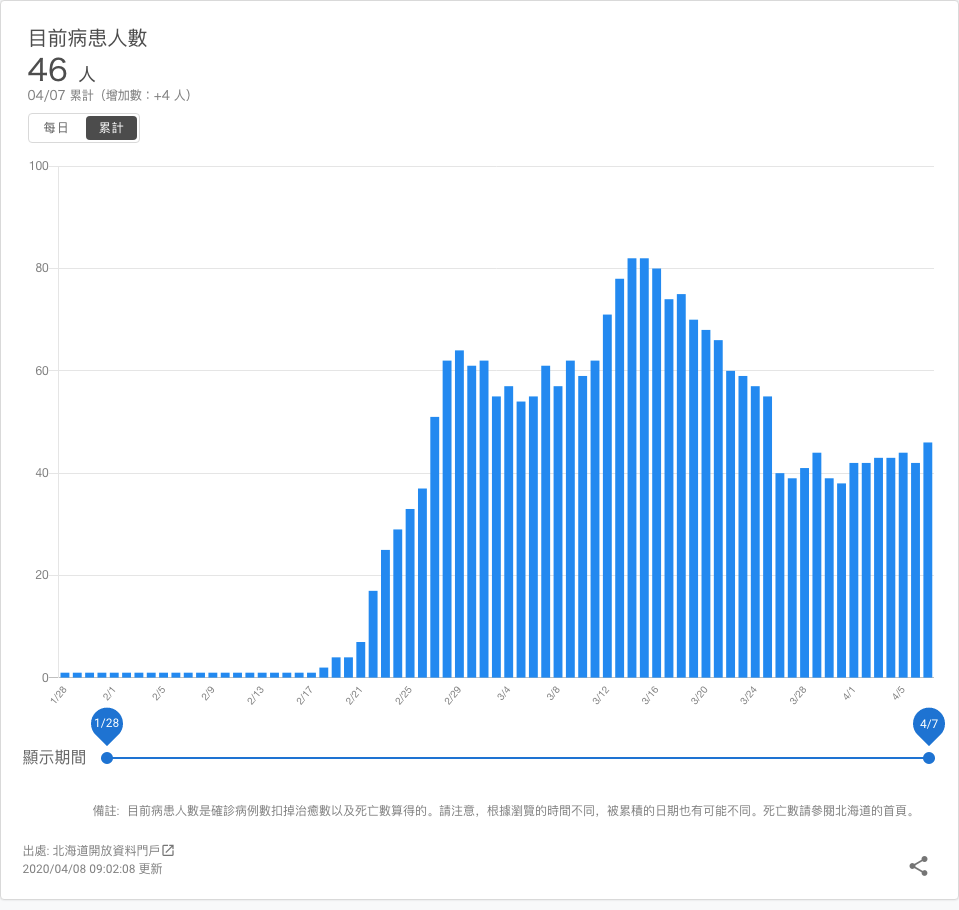 目前病患人數
46 人
04/07 累計（增加數：+4 人）
每日 累計
100
80
60
40
20
0
1/28 2/1 2/5 2/9 2/13 2/17 2/21 2/25 2/29 3/4 3/8 3/12 3/16 3/20 3/24 3/28 4/1 4/5
1/28 4/7
顯示期間
備註: 目前病患人數是確診病例數扣掉治癒數以及死亡數算得的。請注意，根據瀏覽的時間不同，被累積的日期也有可能不同。死亡數請參閱北海道的首頁。
出處: 北海道開放資料門戶
2020/04/08 09:02:08 更新